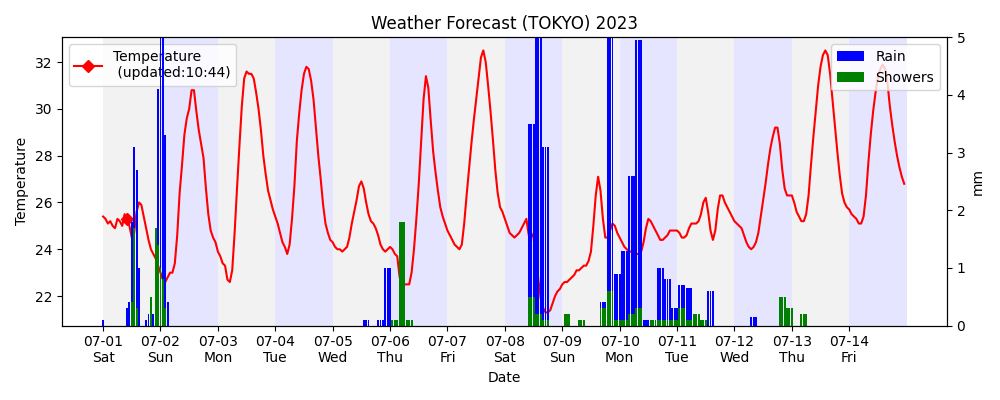 Weather Forecast (TOKYO) 2023
Temperature
(updated:10:44)
Rain
Showers
Temperature
32
30
28
26
24
22
5
4
3
2
1
0
mm
07-01 07-02 07-03 07-04 07-05 07-06 07-07 07-08 07-09 07-10 07-11 07-12 07-13 07-14
Sat Sun Mon Tue Wed Thu Fri Sat Sun Mon Tue Wed Thu Fri
Date